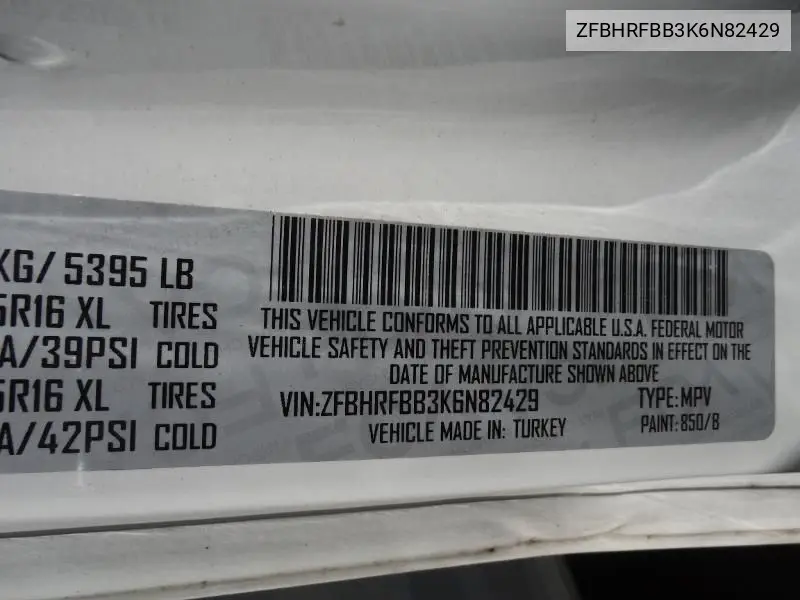 ZFBHRFBB3K6N82429
KG/ 5395 LB
5R16 XL TIRES
A/39PSI COLD
5R16 XL TIRES
A/42PSI COLD
THIS VEHICLE CONFORMS TO ALL APPLICABLE U.S.A. FEDERAL MOTOR
VEHICLE SAFETY AND THEFT PREVENTION STANDARDS IN EFFECT ON THE
DATE OF MANUFACTURE SHOWN ABOVE
VIN:ZFBHRFBB3K6N82429 TYPE:MPV
VEHICLE MADE IN: TURKEY PAINT:850/B